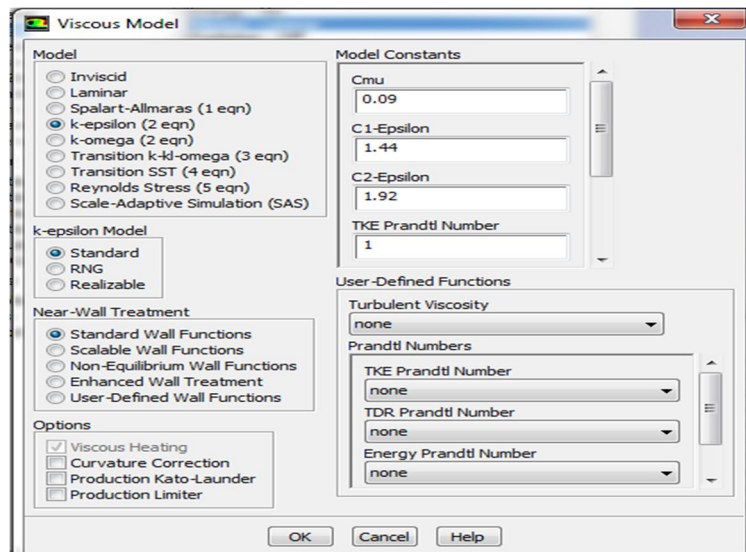 Viscous Model
Model
Inviscid
Laminar
Spalart-Allmaras (1 eqn)
k-epsilon (2 eqn)
k-omega (2 eqn)
Transition k-kl-omega (3 eqn)
Transition SST (4 eqn)
Reynolds Stress (5 eqn)
Scale-Adaptive Simulation (SAS)
k-epsilon Model
Standard
RNG
Realizable
Near-Wall Treatment
Standard Wall Functions
Scalable Wall Functions
Non-Equilibrium Wall Functions
Enhanced Wall Treatment
User-Defined Wall Functions
Options
Viscous Heating
Curvature Correction
Production Kato-Launder
Production Limiter
Model Constants
Cmu
0.09
C1-Epsilon
1.44
C2-Epsilon
1.92
TKE Prandtl Number
1
User-Defined Functions
Turbulent Viscosity
none
Prandtl Numbers
TKE Prandtl Number
none
TDR Prandtl Number
none
Energy Prandtl Number
none
OK
Cancel
Help